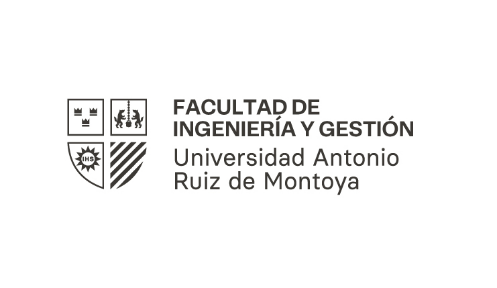 IHS
FACULTAD DE
INGENIERÍA Y GESTIÓN
Universidad Antonio
Ruiz de Montoya